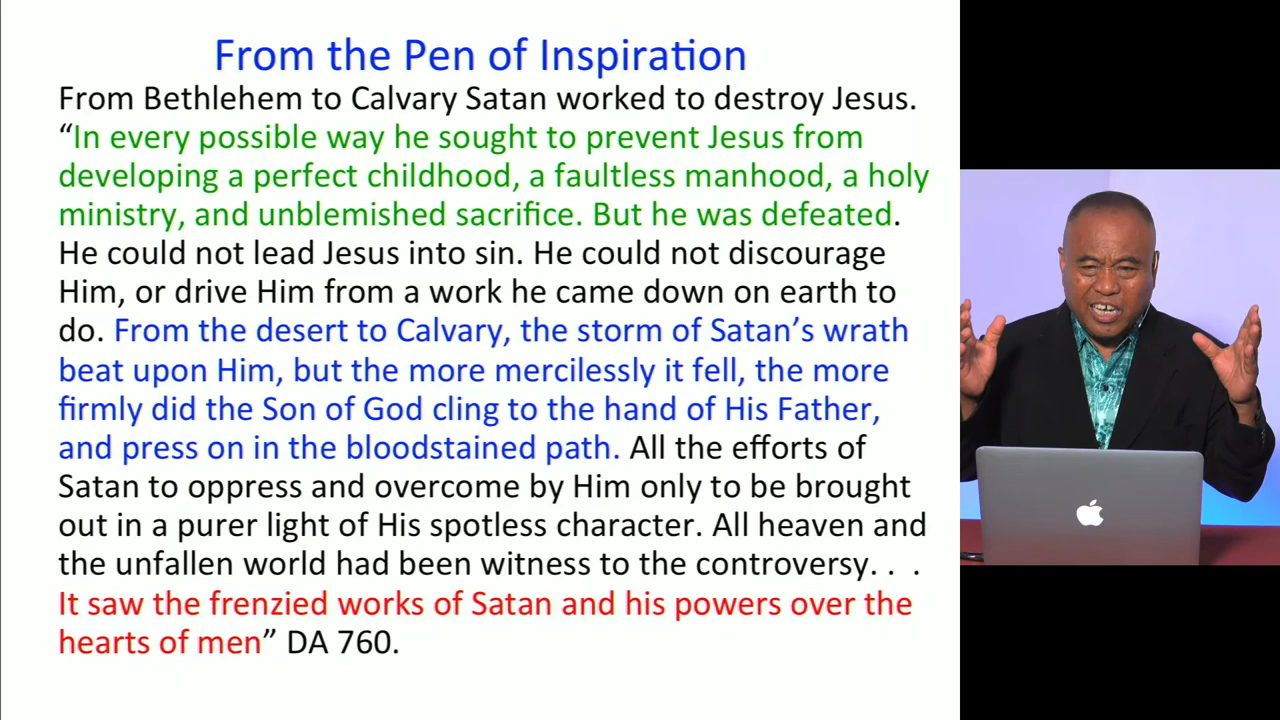 From the Pen of Inspiration
From Bethlehem to Calvary Satan worked to destroy Jesus.
“In every possible way he sought to prevent Jesus from
developing a perfect childhood, a faultless manhood, a holy
ministry, and unblemished sacrifice. But he was defeated.
He could not lead Jesus into sin. He could not discourage
Him, or drive Him from a work he came down on earth to
do. From the desert to Calvary, the storm of Satan’s wrath
beat upon Him, but the more mercilessly it fell, the more
firmly did the Son of God cling to the hand of His Father,
and press on in the bloodstained path. All the efforts of
Satan to oppress and overcome by Him only to be brought
out in a purer light of His spotless character. All heaven and
the unfallen world had been witness to the controversy. . .
It saw the frenzied works of Satan and his powers over the
hearts of men” DA 760.